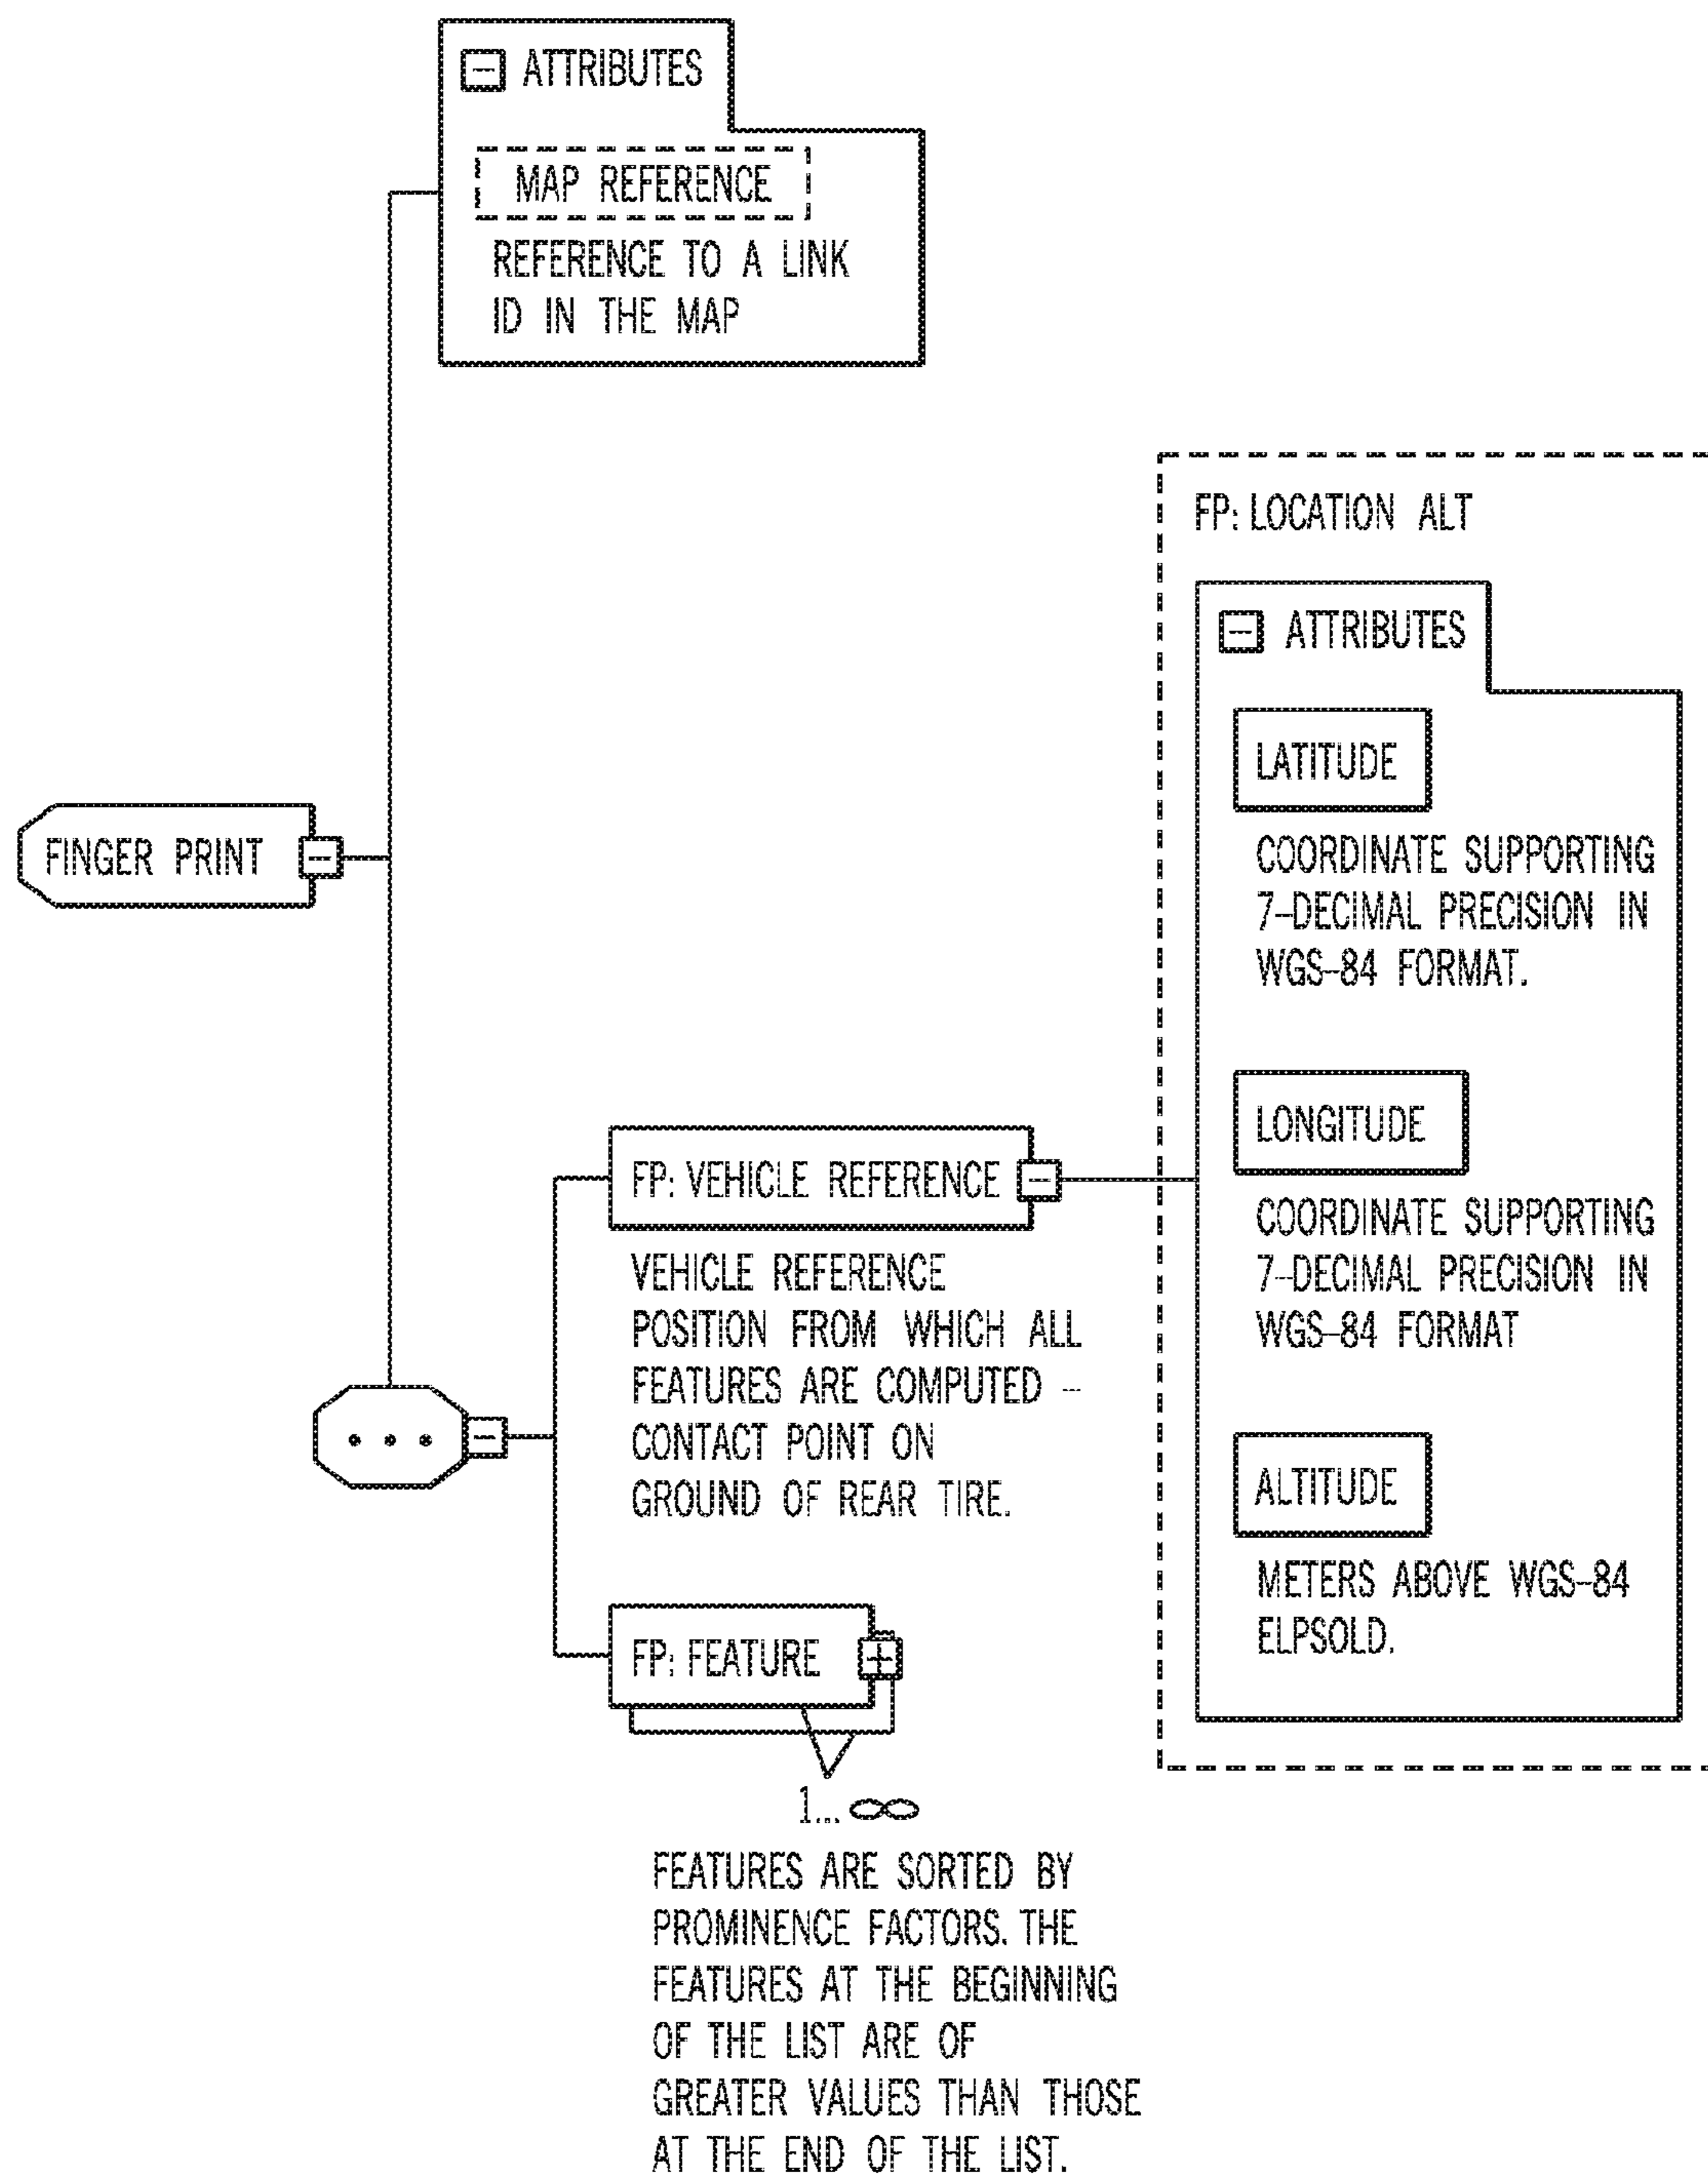 ATTRIBUTES
MAP REFERENCE
REFERENCE TO A LINK
ID IN THE MAP
FINGER PRINT
FP: LOCATION ALT
ATTRIBUTES
LATITUDE
COORDINATE SUPPORTING
7-DECIMAL PRECISION IN
WGS-84 FORMAT.
LONGITUDE
COORDINATE SUPPORTING
7-DECIMAL PRECISION IN
WGS-84 FORMAT
ALTITUDE
METERS ABOVE WGS-84
ELPSOLD.
FP: VEHICLE REFERENCE
VEHICLE REFERENCE
POSITION FROM WHICH ALL
FEATURES ARE COMPUTED -
CONTACT POINT ON
GROUND OF REAR TIRE.
FP: FEATURE
1...∞
FEATURES ARE SORTED BY
PROMINENCE FACTORS. THE
FEATURES AT THE BEGINNING
OF THE LIST ARE OF
GREATER VALUES THAN THOSE
AT THE END OF THE LIST.